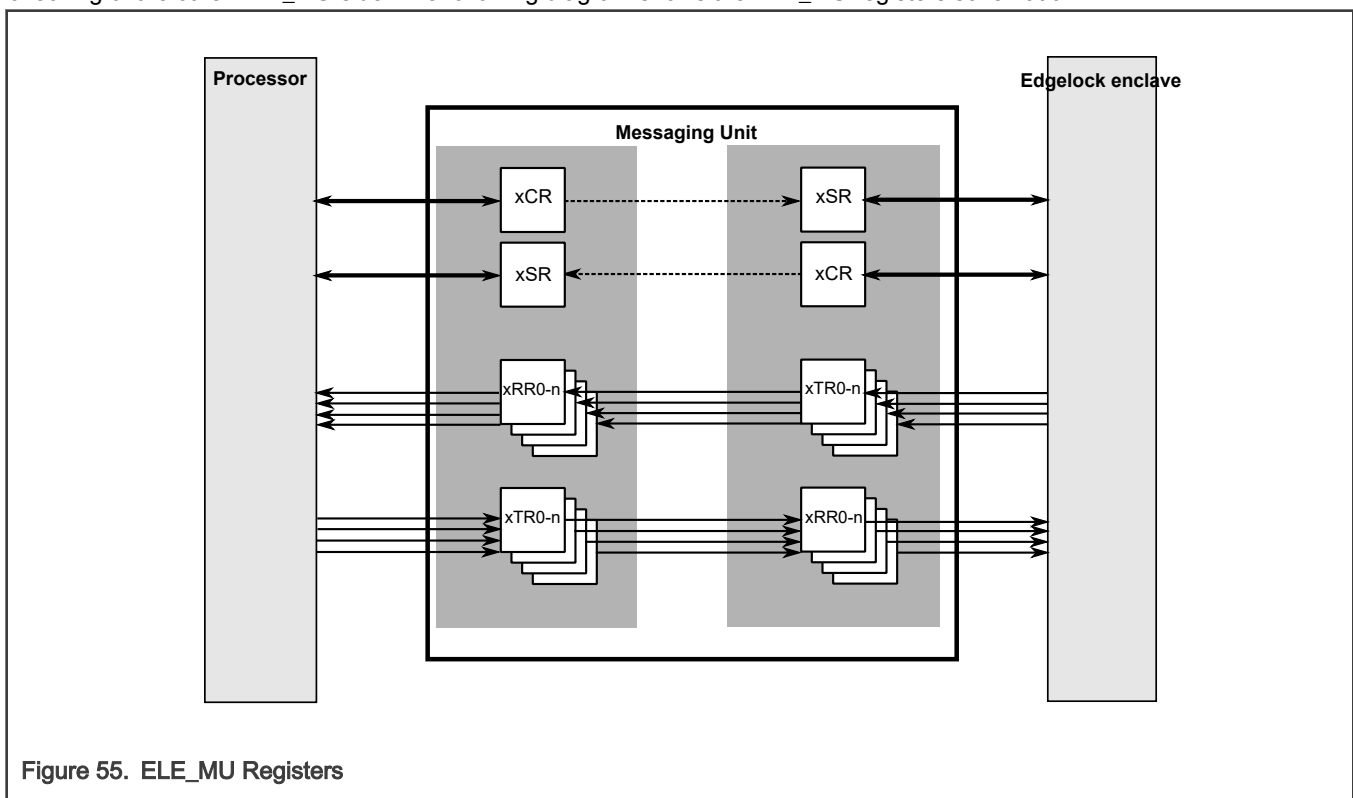 Processor
Edgelock enclave
Messaging Unit
xCR
xSR
xSR
xCR
xRR0-n
xTR0-n
xTR0-n
xRR0-n
Figure 55. ELE_MU Registers